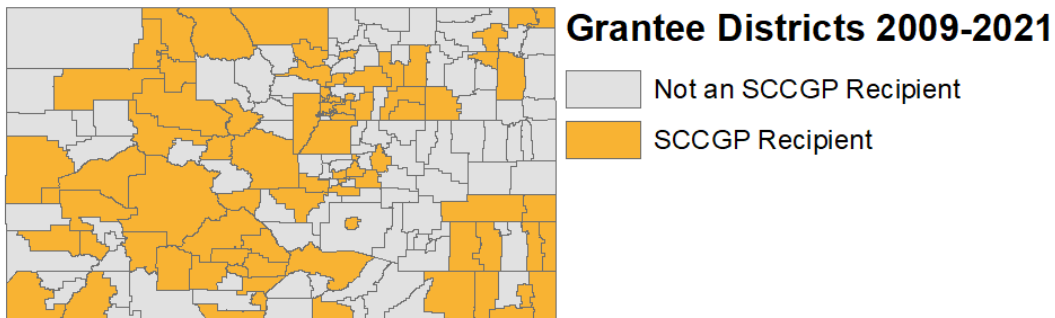 Grantee Districts 2009-2021
Not an SCCGP Recipient
SCCGP Recipient